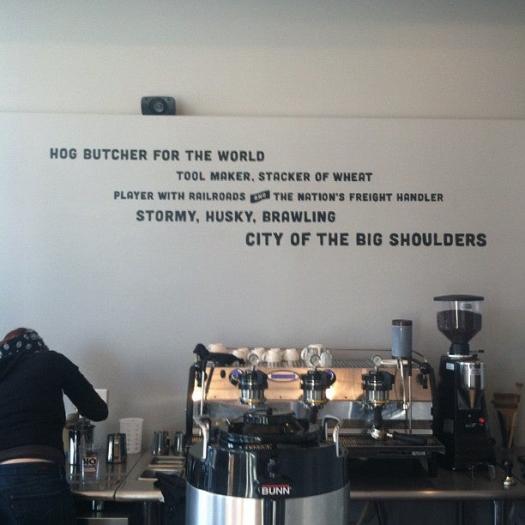 HOG BUTCHER FOR THE WORLD
TOOL MAKER, STACKER OF WHEAT
PLAYER WITH RAILROADS AND THE NATION'S FREIGHT HANDLER
STORMY, HUSKY, BRAWLING
CITY OF THE BIG SHOULDERS
BUNN